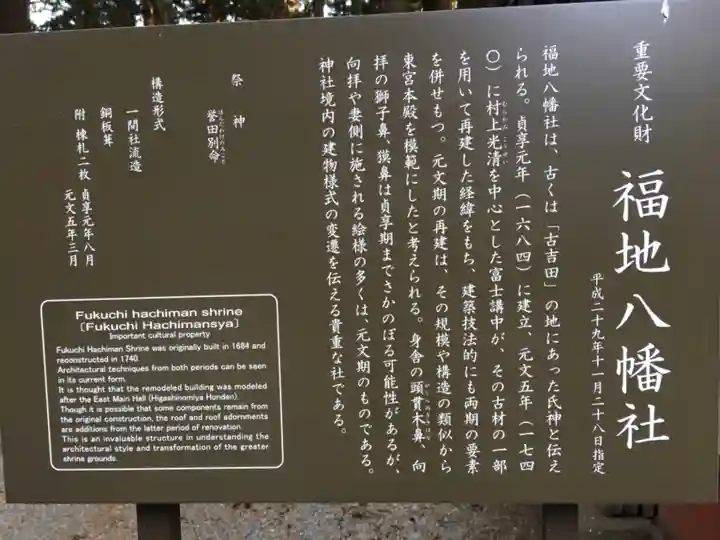 重要文化財
福地八幡社
平成二十九年十一月二十八日指定
福地八幡社は、古くは「古吉田」の地にあった氏神と伝え
られる。貞享元年（一六八四）に建立、元文五年（一七四
〇）に村上光清を中心とした富士講中が、その古材の一部
を用いて再建した経緯をもち、建築技法的にも両期の要素
を併せもつ。元文期の再建は、その規模や構造の類似から
東宮本殿を模範にしたと考えられる。身舎の頭貫木鼻、向
拝の獅子鼻、獏鼻は貞享期までさかのぼる可能性があるが、
向拝や妻側に施される絵様の多くは、元文期のものである。
神社境内の建物様式の変遷を伝える貴重な社である。
祭神
誉田別命
構造形式
一間社流造
銅板葺
附 棟札二枚 貞享元年八月
元文五年三月
Fukuchi hachiman shrine
〔Fukuchi Hachimansya〕
Important cultural property
Fukuchi Hachiman Shrine was originally built in 1684 and
reconstructed in 1740.
Architectural techniques from both periods can be seen
in its current form.
It is thought that the remodeled building was modeled
after the East Main Hall (Higashinomiya Honden).
Though it is possible that some components remain from
the original construction, the roof and roof adornments
are additions from the latter period of renovation.
This is an invaluable structure in understanding the
architectural style and transformation of the greater
shrine grounds.